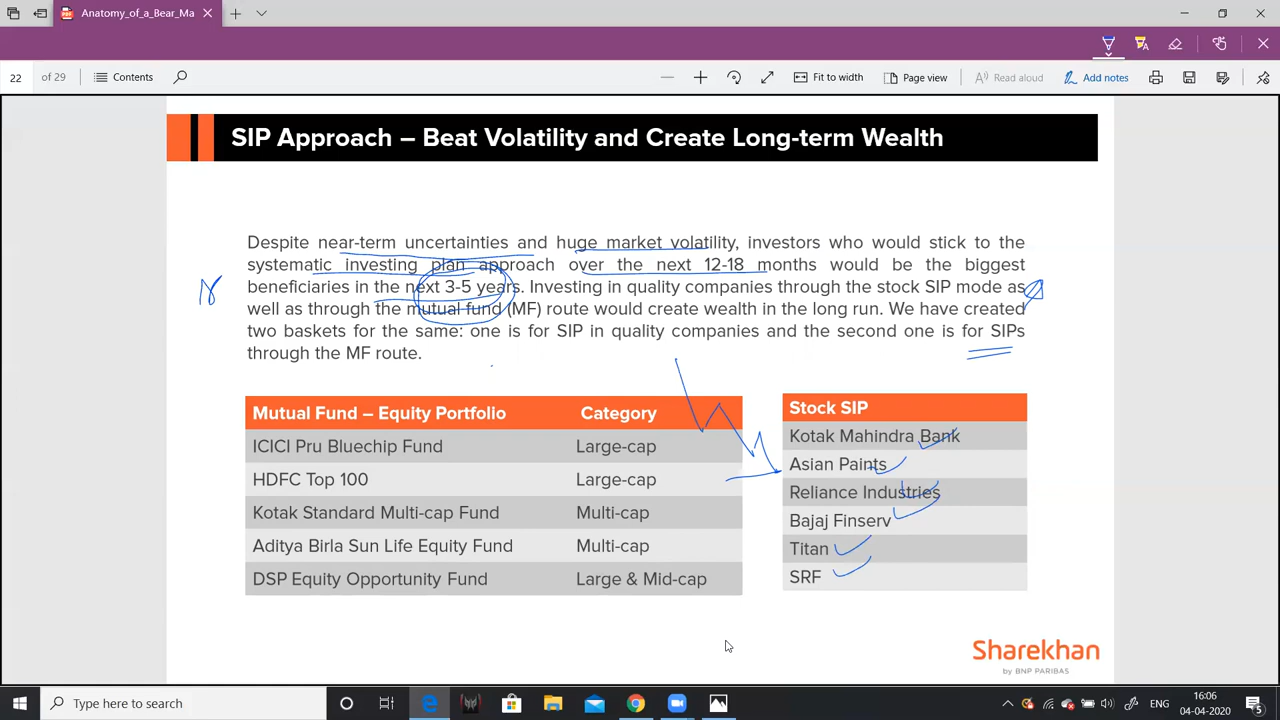 Anatomy_of_a_Bear_Ma
22 of 29 Contents Fit to width Page view Read aloud Add notes
SIP Approach – Beat Volatility and Create Long-term Wealth
Despite near-term uncertainties and huge market volatility, investors who would stick to the
systematic investing plan approach over the next 12-18 months would be the biggest
beneficiaries in the next 3-5 years. Investing in quality companies through the stock SIP mode as
well as through the mutual fund (MF) route would create wealth in the long run. We have created
two baskets for the same: one is for SIP in quality companies and the second one is for SIPs
through the MF route.
Mutual Fund – Equity Portfolio Category
ICICI Pru Bluechip Fund Large-cap
HDFC Top 100 Large-cap
Kotak Standard Multi-cap Fund Multi-cap
Aditya Birla Sun Life Equity Fund Multi-cap
DSP Equity Opportunity Fund Large & Mid-cap
Stock SIP
Kotak Mahindra Bank
Asian Paints
Reliance Industries
Bajaj Finserv
Titan
SRF
Sharekhan
by BNP PARIBAS
Type here to search
ENG
16:06
04-04-2020
5